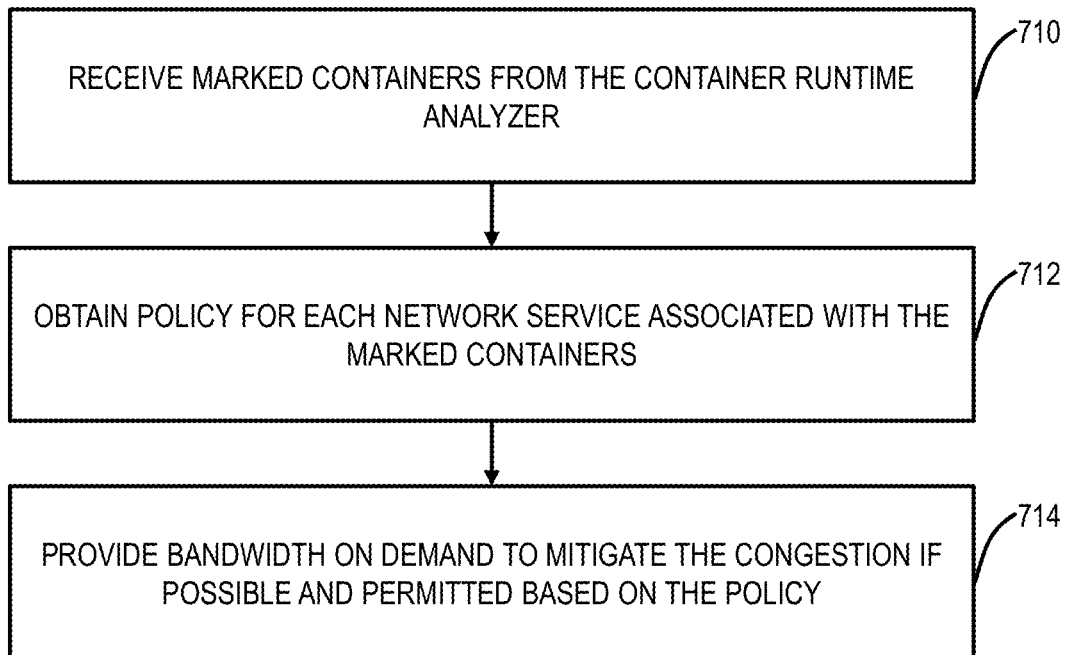 710
RECEIVE MARKED CONTAINERS FROM THE CONTAINER RUNTIME
ANALYZER
712
OBTAIN POLICY FOR EACH NETWORK SERVICE ASSOCIATED WITH THE
MARKED CONTAINERS
714
PROVIDE BANDWIDTH ON DEMAND TO MITIGATE THE CONGESTION IF
POSSIBLE AND PERMITTED BASED ON THE POLICY